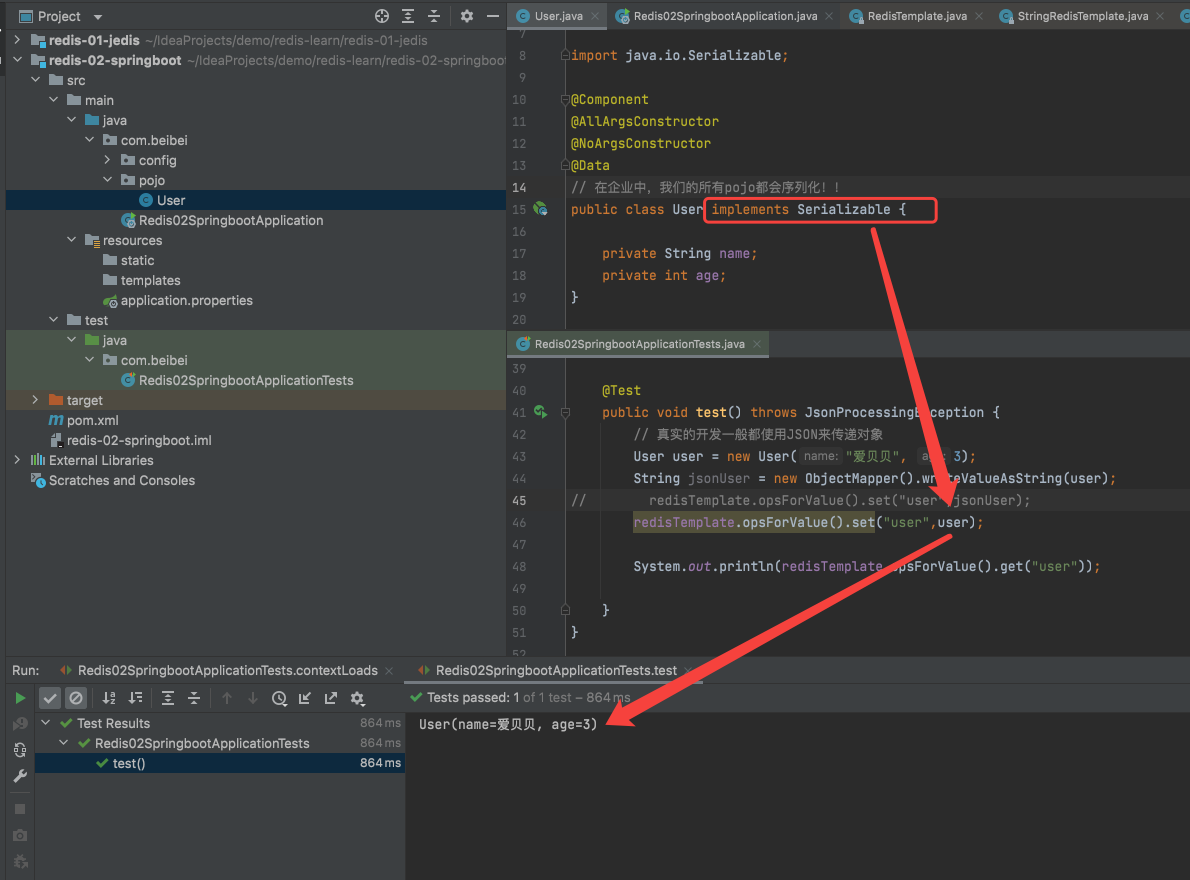 Project
redis-01-jedis ~/IdeaProjects/demo/redis-learn/redis-01-jedis
redis-02-springboot ~/IdeaProjects/demo/redis-learn/redis-02-springboot
src
main
java
com.beibei
config
pojo
User
Redis02SpringbootApplication
resources
static
templates
application.properties
test
java
com.beibei
Redis02SpringbootApplicationTests
target
pom.xml
redis-02-springboot.iml
External Libraries
Scratches and Consoles
User.java
Redis02SpringbootApplication.java
RedisTemplate.java
StringRedisTemplate.java
7
8 import java.io.Serializable;
9
10 @Component
11 @AllArgsConstructor
12 @NoArgsConstructor
13 @Data
14 // 在企业中，我们的所有pojo都会序列化！！
15 public class User implements Serializable {
16
17 private String name;
18 private int age;
19 }
20
Redis02SpringbootApplicationTests.java
39
40 @Test
41 public void test() throws JsonProcessingException {
42 // 真实的开发一般都使用JSON来传递对象
43 User user = new User( name: "爱贝贝", 3);
44 String jsonUser = new ObjectMapper().writeValueAsString(user);
45 // redisTemplate.opsForValue().set("user",jsonUser);
46 redisTemplate.opsForValue().set("user",user);
47
48 System.out.println(redisTemplate.opsForValue().get("user"));
49
50 }
51 }
52
Run:
Redis02SpringbootApplicationTests.contextLoads
Redis02SpringbootApplicationTests.test
Tests passed: 1 of 1 test – 864 ms
Test Results 864 ms
Redis02SpringbootApplicationTests 864 ms
test() 864 ms
User(name=爱贝贝, age=3)